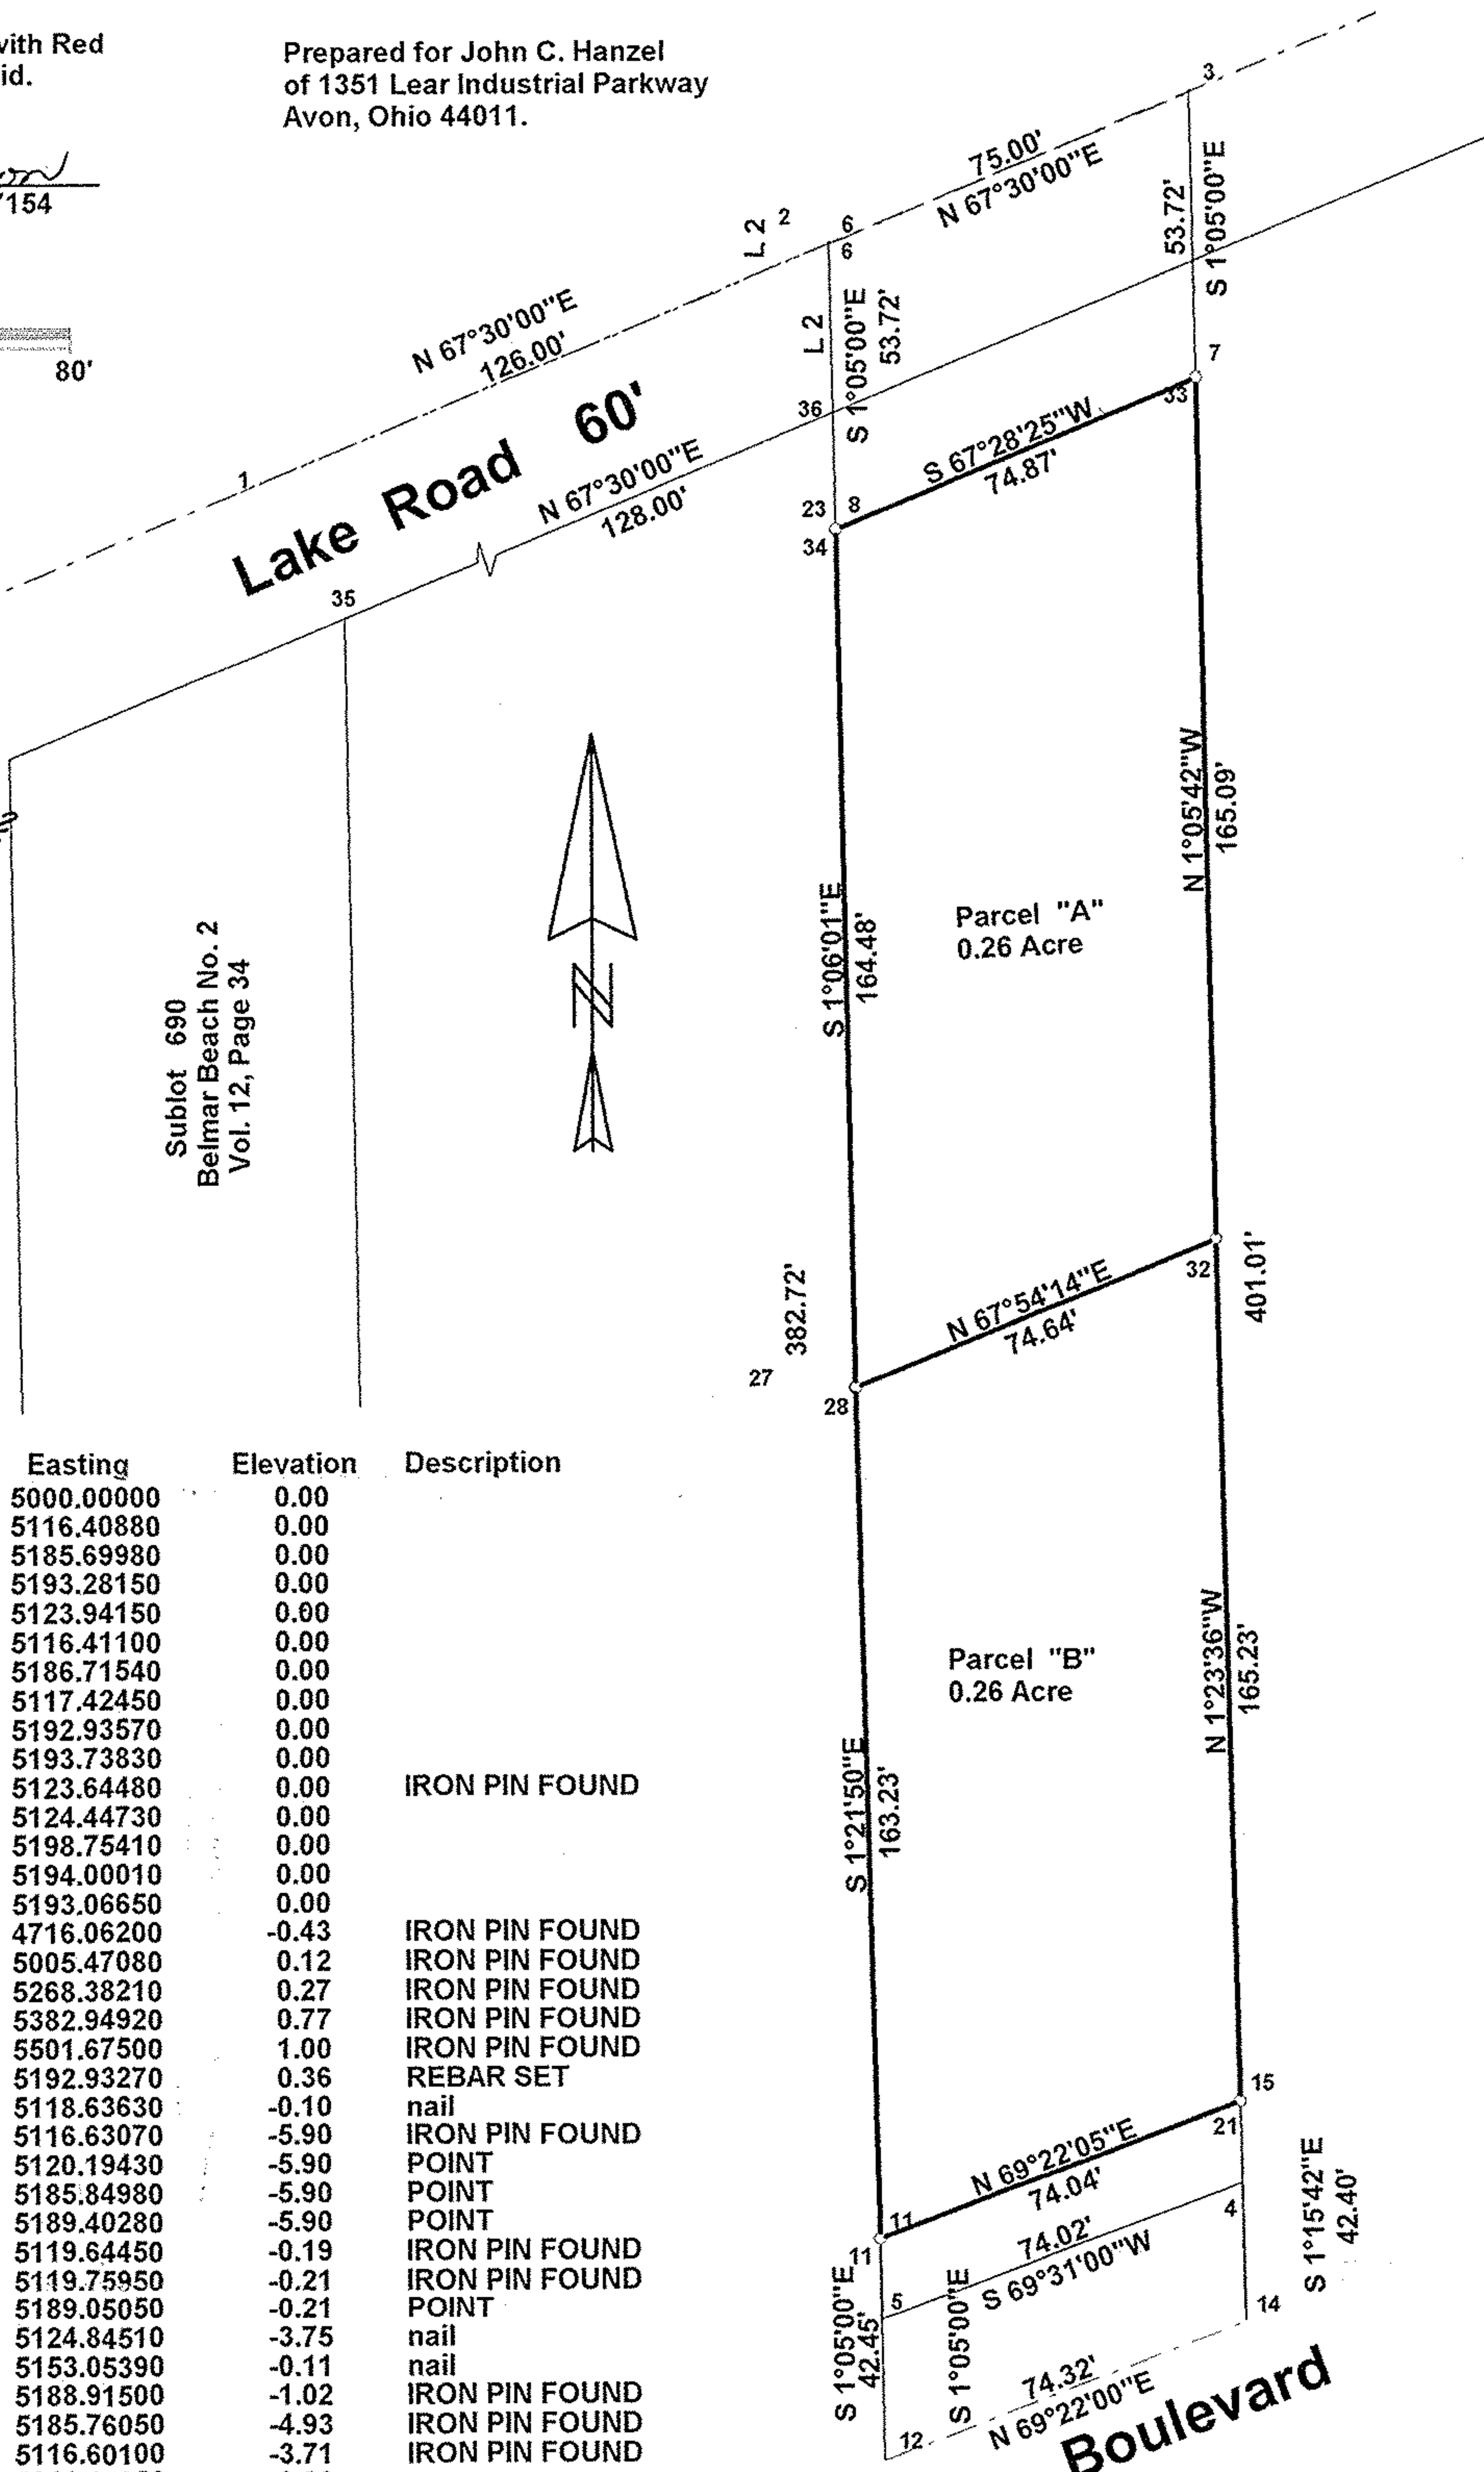 with Red
id.
154
80'
Prepared for John C. Hanzel
of 1351 Lear Industrial Parkway
Avon, Ohio 44011.
3
75.00'
N 67°30'00"E
53.72'
S 1°05'00"E
L 2
2
6
6
N 67°30'00"E
126.00'
L 2
S 1°05'00"E
53.72'
1
Lake Road 60'
36
7
33
N 67°30'00"E
128.00'
S 67°28'25"W
74.87'
23
8
34
35
N 1°05'42"W
165.09'
S 1°06'01"E
164.48'
Parcel "A"
0.26 Acre
Sublot 690
Belmar Beach No. 2
Vol. 12, Page 34
N
382.72'
N 67°54'14"E
74.64'
32
401.01'
27
28
Easting Elevation Description
5000.00000 0.00
5116.40880 0.00
5185.69980 0.00
5193.28150 0.00
5123.94150 0.00
5116.41100 0.00
5186.71540 0.00
5117.42450 0.00
5192.93570 0.00
5193.73830 0.00
5123.64480 0.00 IRON PIN FOUND
5124.44730 0.00
5198.75410 0.00
5194.00010 0.00
5193.06650 0.00
4716.06200 -0.43 IRON PIN FOUND
5005.47080 0.12 IRON PIN FOUND
5268.38210 0.27 IRON PIN FOUND
5382.94920 0.77 IRON PIN FOUND
5501.67500 1.00 IRON PIN FOUND
5192.93270 0.36 REBAR SET
5118.63630 -0.10 nail
5116.63070 -5.90 IRON PIN FOUND
5120.19430 -5.90 POINT
5185.84980 -5.90 POINT
5189.40280 -5.90 POINT
5119.64450 -0.19 IRON PIN FOUND
5119.75950 -0.21 IRON PIN FOUND
5189.05050 -0.21 POINT
5124.84510 -3.75 nail
5153.05390 -0.11 nail
5188.91500 -1.02 IRON PIN FOUND
5185.76050 -4.93 IRON PIN FOUND
5116.60100 -3.71 IRON PIN FOUND
Parcel "B"
0.26 Acre
N 1°23'36"W
165.23'
S 1°21'50"E
163.23'
15
21
N 69°22'05"E
74.04'
11
11
74.02'
S 69°31'00"W
4
5
S 1°15'42"E
42.40'
S 1°05'00"E
42.45'
S 1°05'00"E
14
74.32'
N 69°22'00"E
12
Boulevard